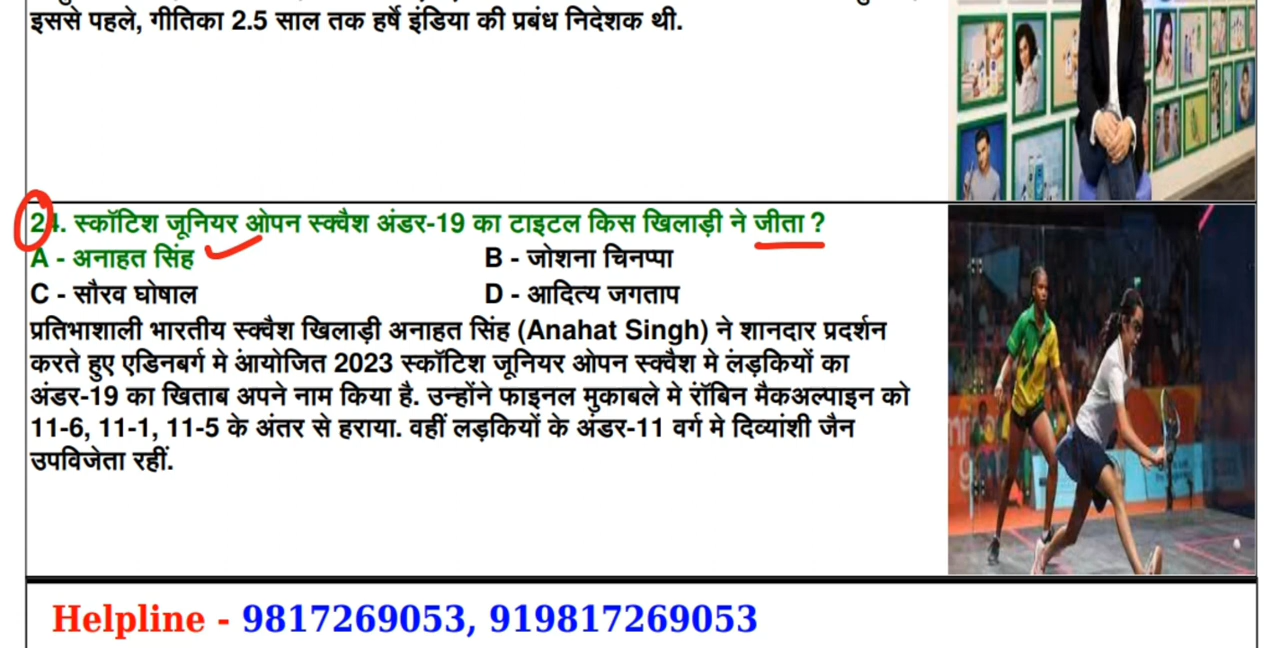 इससे पहले, गीतिका 2.5 साल तक हर्षे इंडिया की प्रबंध निदेशक थी.
24. स्कॉटिश जूनियर ओपन स्क्वैश अंडर-19 का टाइटल किस खिलाड़ी ने जीता ?
A - अनाहत सिंह B - जोशना चिनप्पा
C - सौरव घोषाल D - आदित्य जगताप
प्रतिभाशाली भारतीय स्क्वैश खिलाड़ी अनाहत सिंह (Anahat Singh) ने शानदार प्रदर्शन
करते हुए एडिनबर्ग मे आयोजित 2023 स्कॉटिश जूनियर ओपन स्क्वैश मे लड़कियों का
अंडर-19 का खिताब अपने नाम किया है. उन्होंने फाइनल मुकाबले मे रॉबिन मैकअल्पाइन को
11-6, 11-1, 11-5 के अंतर से हराया. वहीं लड़कियों के अंडर-11 वर्ग मे दिव्यांशी जैन
उपविजेता रहीं.
Helpline - 9817269053, 919817269053